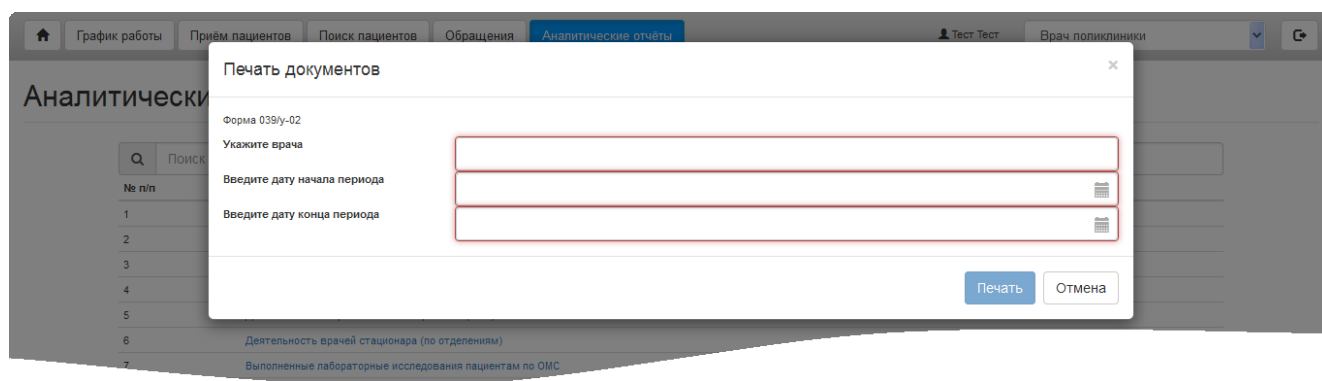 График работы Приём пациентов Поиск пациентов Обращения Аналитические отчёты Тест Тест Врач поликлиники
Печать документов ×
Аналитически
Форма 039/у-02
Укажите врача
Поиск
Введите дату начала периода
№ п/п
1
Введите дату конца периода
2
3
Печать Отмена
4
5
6 Деятельность врачей стационара (по отделениям)
7 Выполненные лабораторные исследования пациентам по ОМС